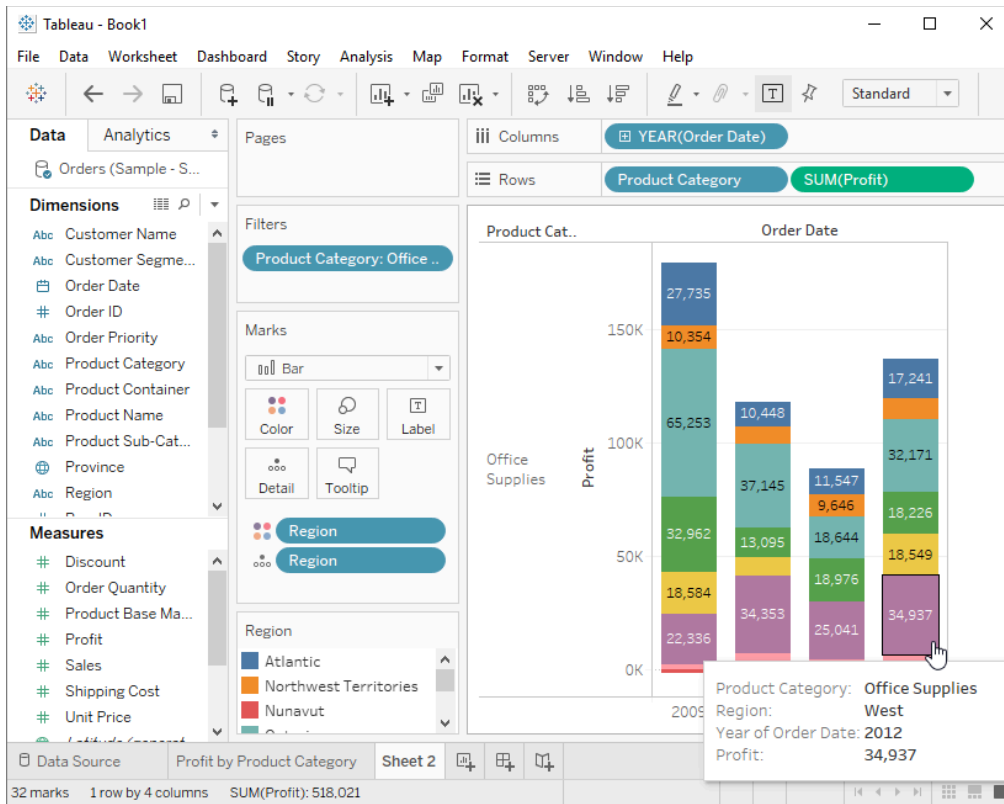 Tableau - Book1
File Data Worksheet Dashboard Story Analysis Map Format Server Window Help
Standard
Data Analytics
Orders (Sample - S...
Dimensions
Abc Customer Name
Abc Customer Segme...
Order Date
# Order ID
Abc Order Priority
Abc Product Category
Abc Product Container
Abc Product Name
Abc Product Sub-Cat...
Province
Abc Region
Measures
# Discount
# Order Quantity
# Product Base Ma...
# Profit
# Sales
# Shipping Cost
# Unit Price
Pages
Filters
Product Category: Office ..
Marks
Bar
Color Size Label
Detail Tooltip
Region
Region
Region
Atlantic
Northwest Territories
Nunavut
Columns YEAR(Order Date)
Rows Product Category SUM(Profit)
Product Cat.. Order Date
Office
Supplies
Profit
150K
100K
50K
0K
27,735
10,354
65,253
32,962
18,584
22,336
10,448
37,145
13,095
34,353
11,547
9,646
18,644
18,976
25,041
17,241
32,171
18,226
18,549
34,937
2009
Product Category: Office Supplies
Region: West
Year of Order Date: 2012
Profit: 34,937
Data Source Profit by Product Category Sheet 2
32 marks 1 row by 4 columns SUM(Profit): 518,021